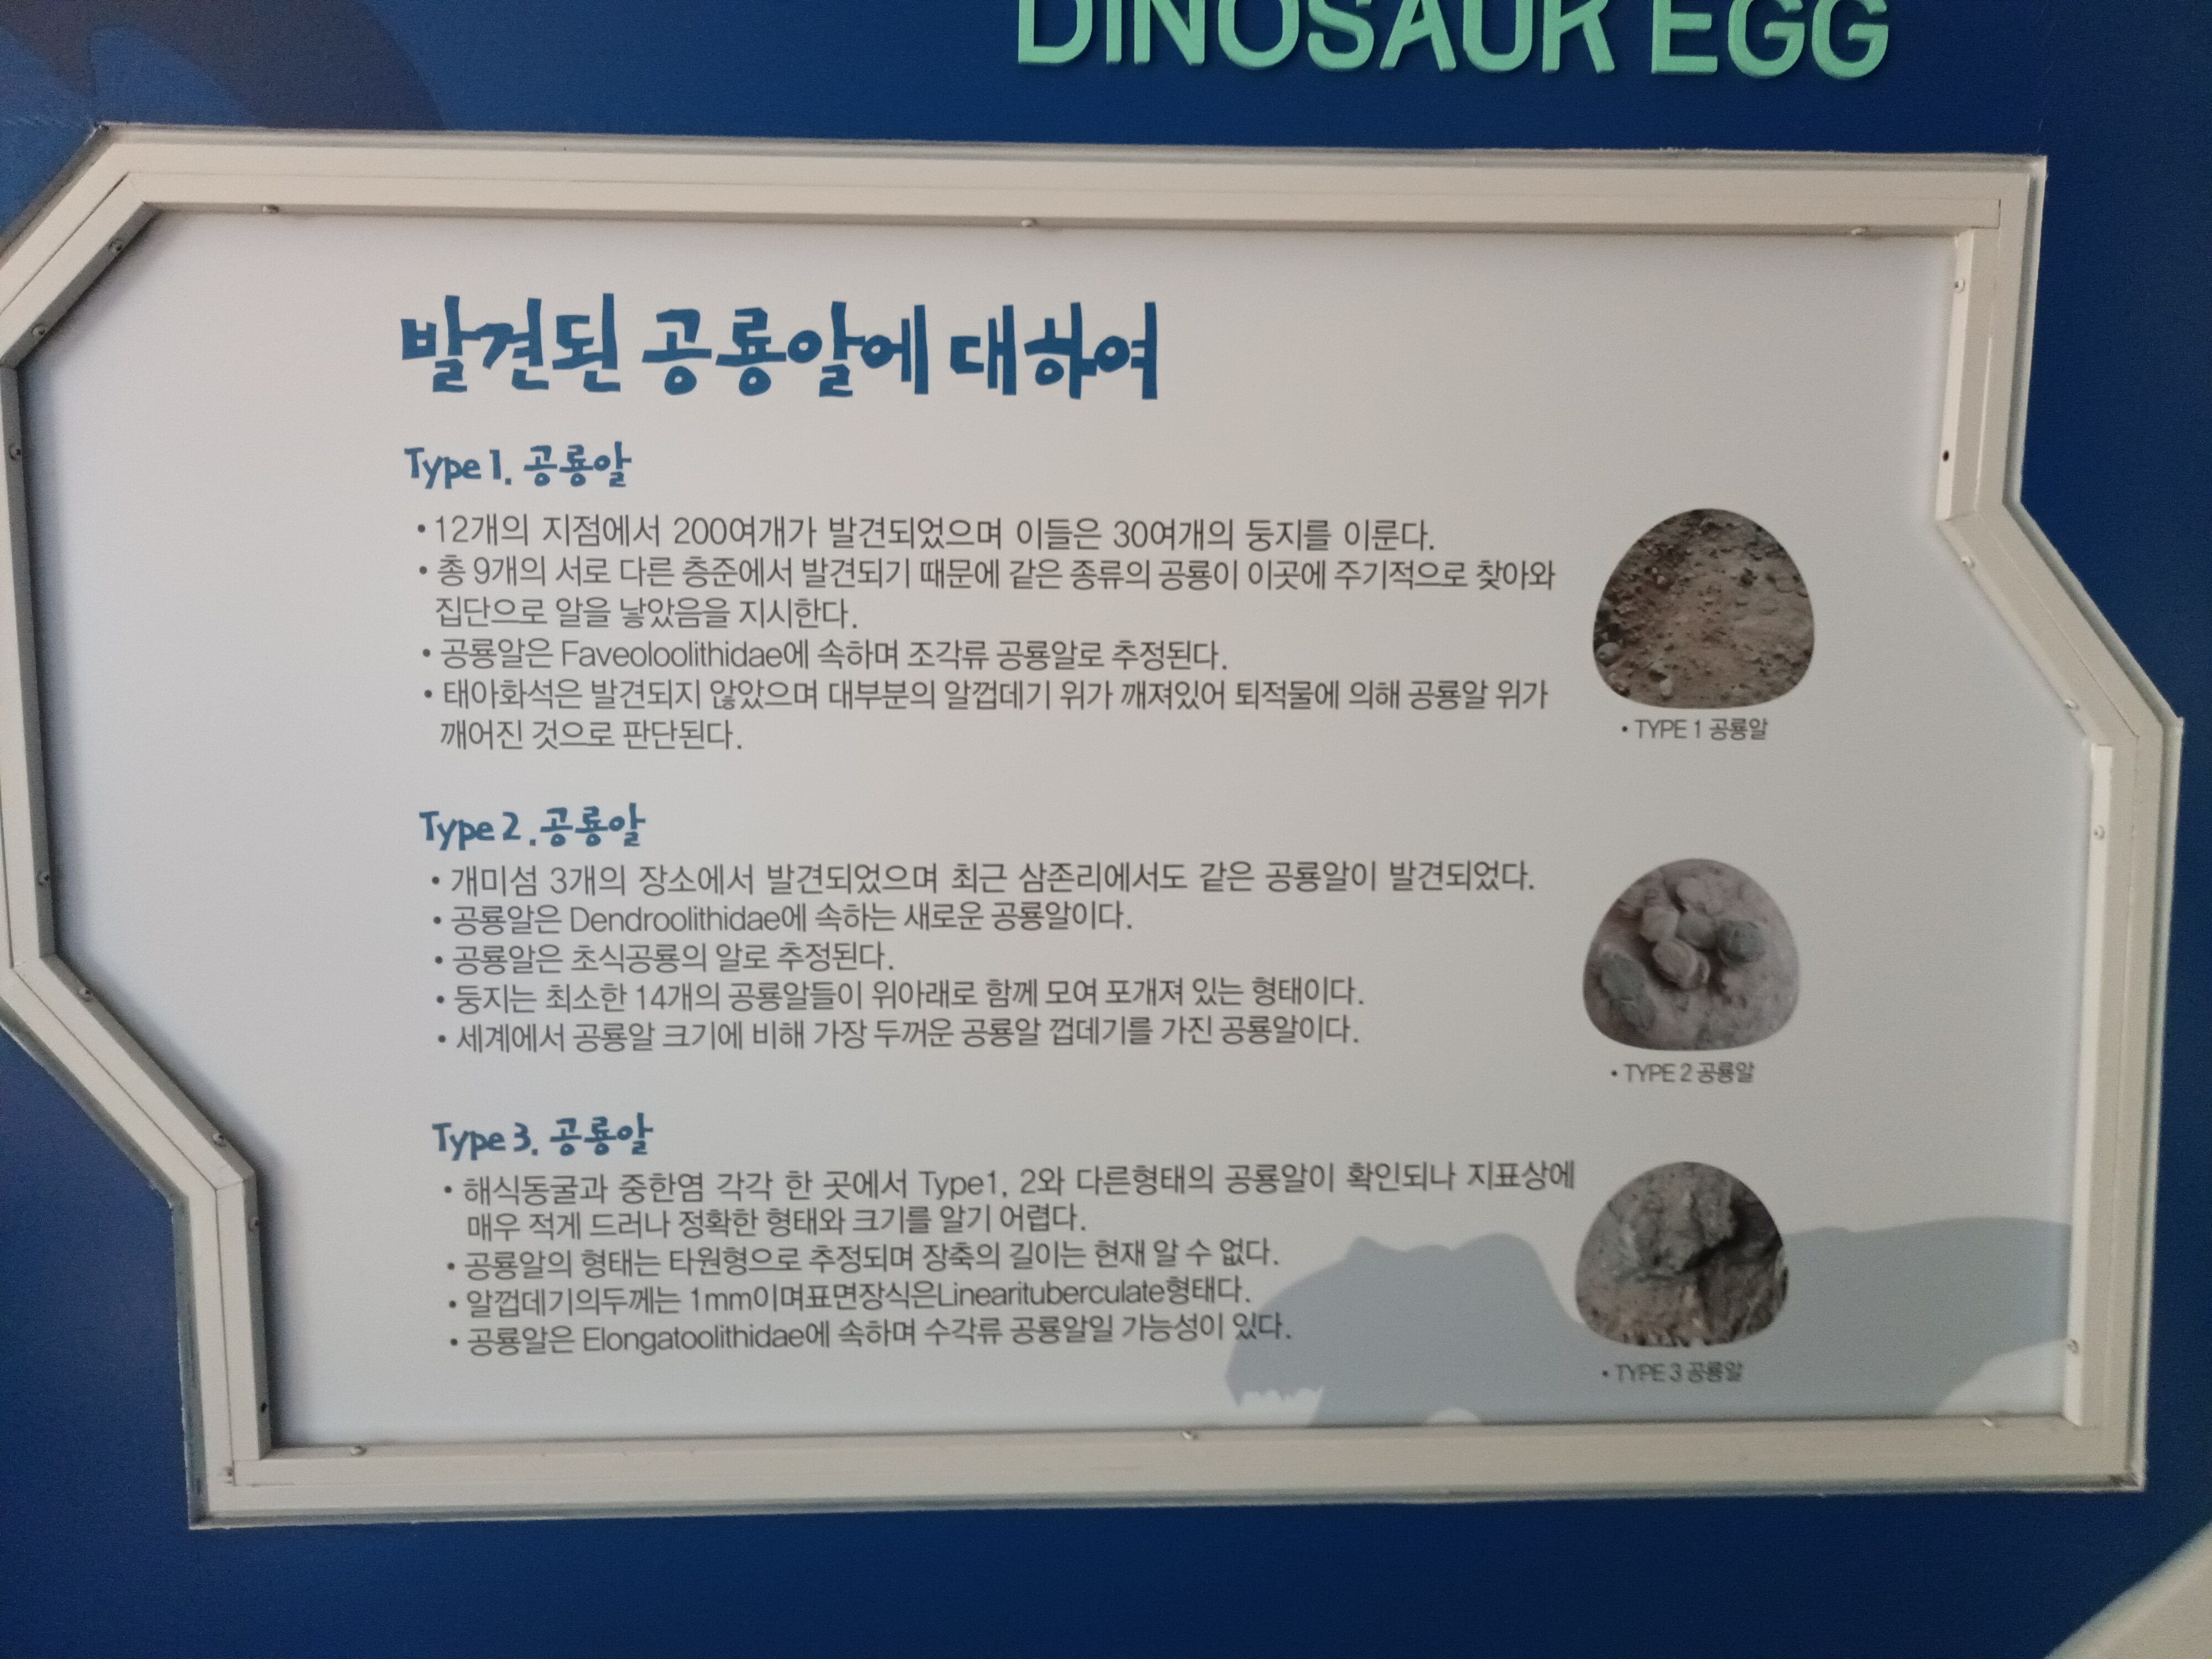 DINOSAUR EGG
발견된 공룡알에 대하여
Type 1. 공룡알
• 12개의 지점에서 200여개가 발견되었으며 이들은 30여개의 둥지를 이룬다.
• 총 9개의 서로 다른 층준에서 발견되기 때문에 같은 종류의 공룡이 이곳에 주기적으로 찾아와
집단으로 알을 낳았음을 지시한다.
• 공룡알은 Faveoloolithidae에 속하며 조각류 공룡알로 추정된다.
• 태아화석은 발견되지 않았으며 대부분의 알껍데기 위가 깨져있어 퇴적물에 의해 공룡알 위가
깨어진 것으로 판단된다.
• TYPE 1 공룡알
Type 2. 공룡알
• 개미섬 3개의 장소에서 발견되었으며 최근 삼존리에서도 같은 공룡알이 발견되었다.
• 공룡알은 Dendroolithidae에 속하는 새로운 공룡알이다.
• 공룡알은 초식공룡의 알로 추정된다.
• 둥지는 최소한 14개의 공룡알들이 위아래로 함께 모여 포개져 있는 형태이다.
• 세계에서 공룡알 크기에 비해 가장 두꺼운 공룡알 껍데기를 가진 공룡알이다.
• TYPE 2 공룡알
Type 3. 공룡알
• 해식동굴과 중한염 각각 한 곳에서 Type1, 2와 다른형태의 공룡알이 확인되나 지표상에
매우 적게 드러나 정확한 형태와 크기를 알기 어렵다.
• 공룡알의 형태는 타원형으로 추정되며 장축의 길이는 현재 알 수 없다.
• 알껍데기의두께는 1mm이며표면장식은Linearituberculate형태다.
• 공룡알은 Elongatoolithidae에 속하며 수각류 공룡알일 가능성이 있다.
• TYPE 3 공룡알